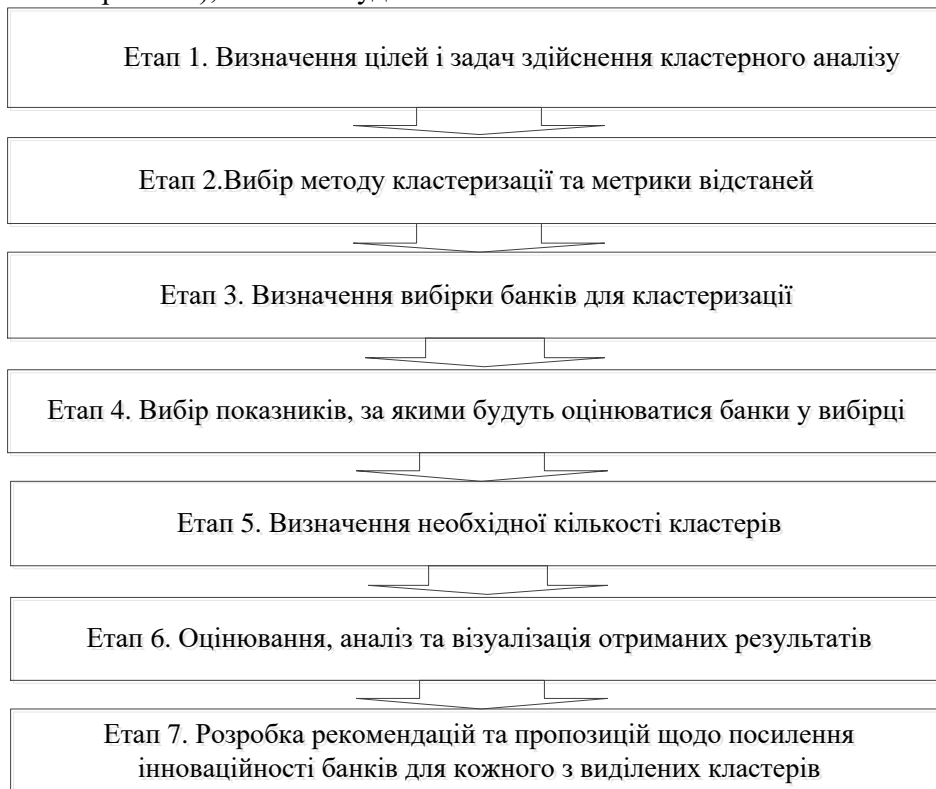 Етап 1. Визначення цілей і задач здійснення кластерного аналізу
Етап 2.Вибір методу кластеризації та метрики відстаней
Етап 3. Визначення вибірки банків для кластеризації
Етап 4. Вибір показників, за якими будуть оцінюватися банки у вибірці
Етап 5. Визначення необхідної кількості кластерів
Етап 6. Оцінювання, аналіз та візуалізація отриманих результатів
Етап 7. Розробка рекомендацій та пропозицій щодо посилення
інноваційності банків для кожного з виділених кластерів